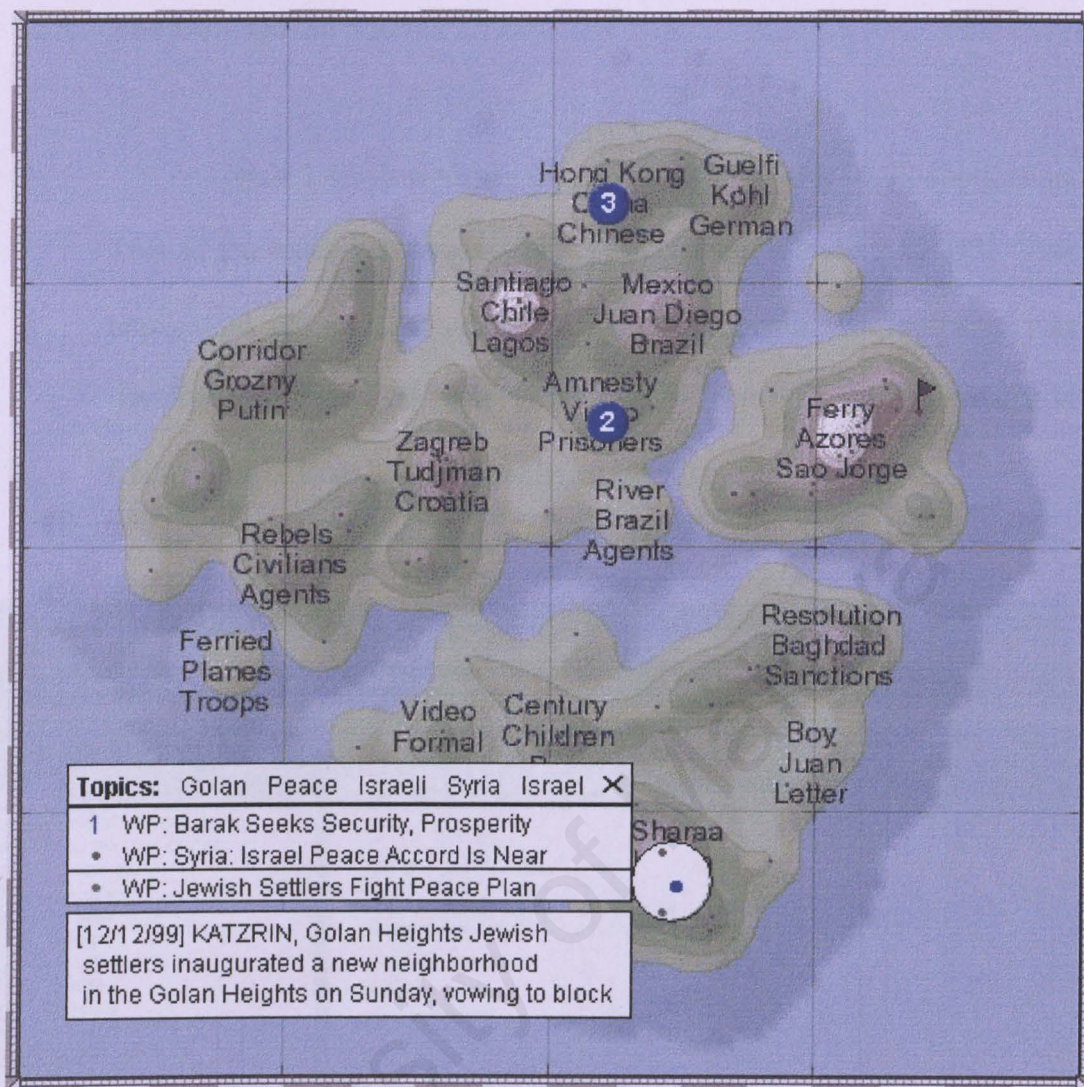 Hong Kong
3
Chinese
Guelfi
Kohl
German
Santiago
Chile
Lagos
Mexico
Juan Diego
Brazil
Corridor
Grozny
Putin
Amnesty
2
Prisoners
Ferry
Azores
Sao Jorge
Zagreb
Tudjman
Croatia
River
Brazil
Agents
Rebels
Civilians
Agents
Resolution
Baghdad
Sanctions
Ferried
Planes
Troops
Video
Formal
Century
Children
Boy
Juan
Letter
Topics: Golan Peace Israeli Syria Israel X
1 WP: Barak Seeks Security, Prosperity
• WP: Syria: Israel Peace Accord Is Near
• WP: Jewish Settlers Fight Peace Plan
Sharaa
[12/12/99] KATZRIN, Golan Heights Jewish
settlers inaugurated a new neighborhood
in the Golan Heights on Sunday, vowing to block